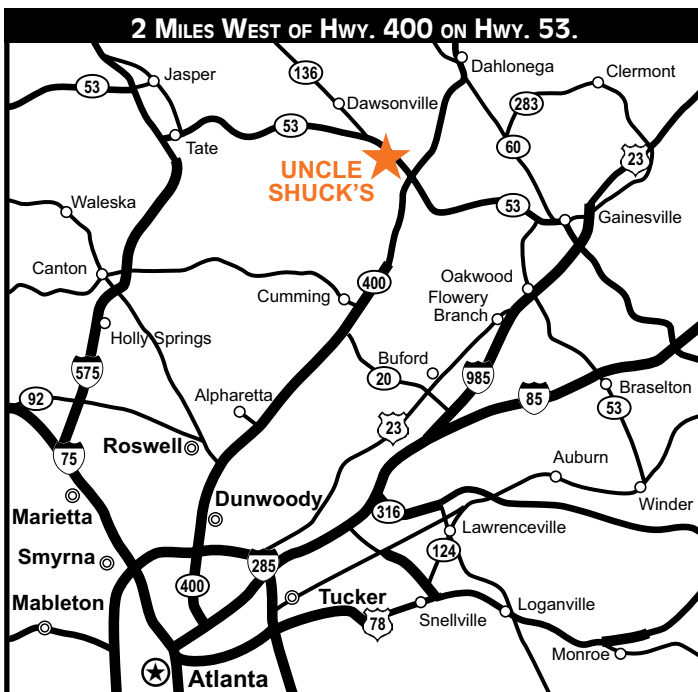 2 MILES WEST OF HWY. 400 ON HWY. 53.
Jasper
136
Dahlonega
Clermont
53
Dawsonville
283
Tate
53
60
23
UNCLE
SHUCK'S
Waleska
53
Gainesville
Canton
400
Oakwood
Cumming
Flowery
Branch
Holly Springs
575
Buford
985
20
85
Braselton
92
Alpharetta
53
23
Roswell
75
Auburn
Marietta
Dunwoody
316
Winder
Lawrenceville
Smyrna
285
124
400
Mableton
Tucker
Snellville
Loganville
78
Monroe
Atlanta